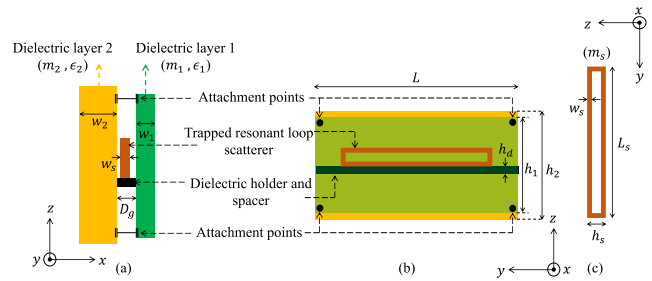 Dielectric layer 2
(m₂ , ϵ₂)
Dielectric layer 1
(m₁ , ϵ₁)
Attachment points
w₂
w₁
Trapped resonant loop
scatterer
wₛ
Dielectric holder and
spacer
D_g
Attachment points
z
y
x
(a)
L
h_d
h₁
h₂
z
y
x
(b)
x
z
y
(mₛ)
wₛ
Lₛ
hₛ
(c)